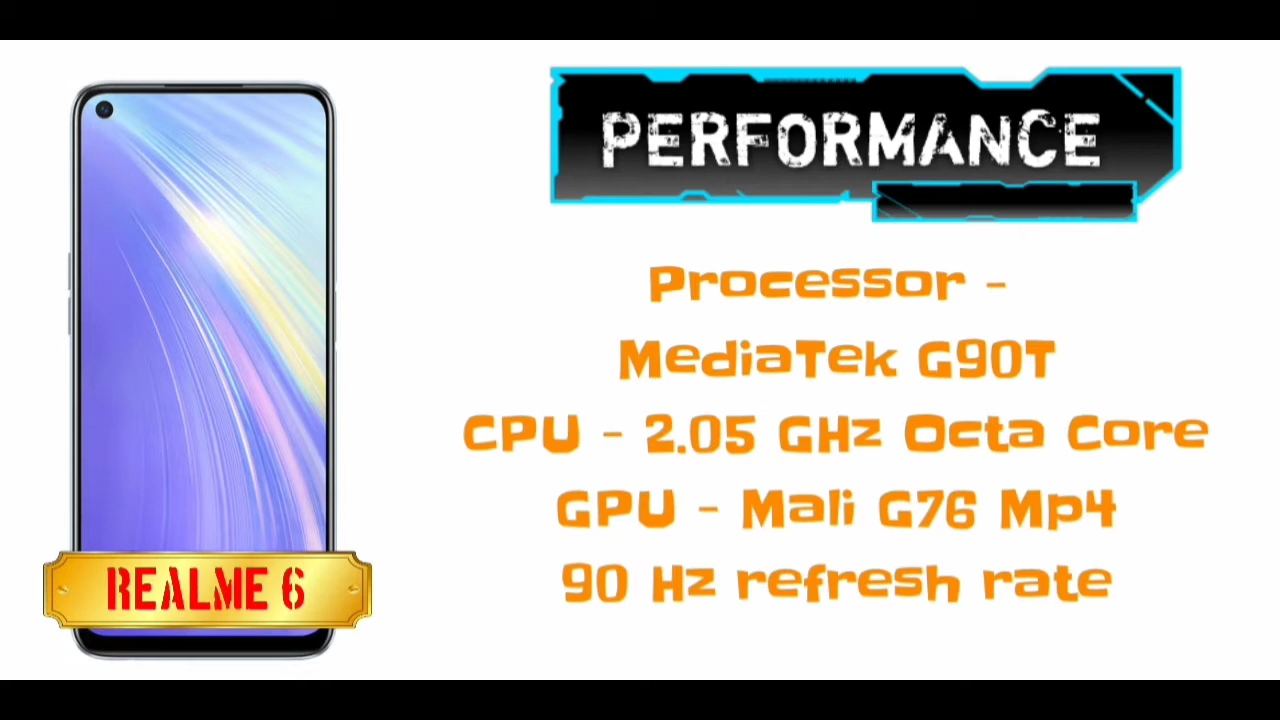 PERFORMANCE
Processor -
MediaTek G90T
CPU - 2.05 GHz Octa Core
GPU - Mali G76 Mp4
90 Hz refresh rate
REALME 6